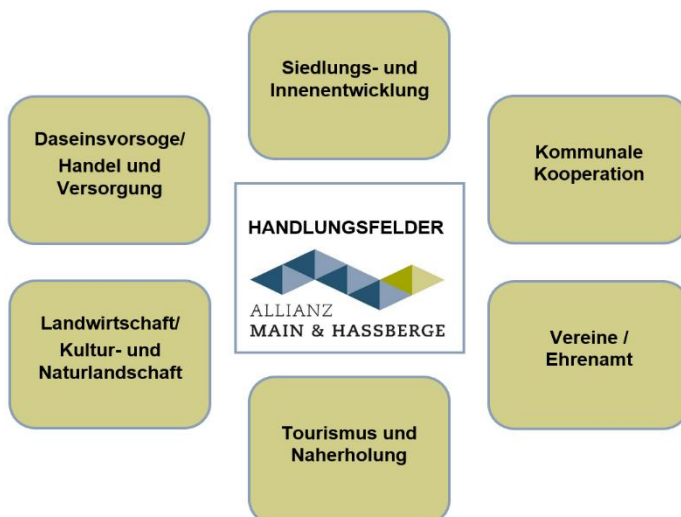 Siedlungs- und
Innenentwicklung
Daseinsvorsoge/
Handel und
Versorgung
Kommunale
Kooperation
HANDLUNGSFELDER
ALLIANZ
MAIN & HASSBERGE
Landwirtschaft/
Kultur- und
Naturlandschaft
Vereine /
Ehrenamt
Tourismus und
Naherholung